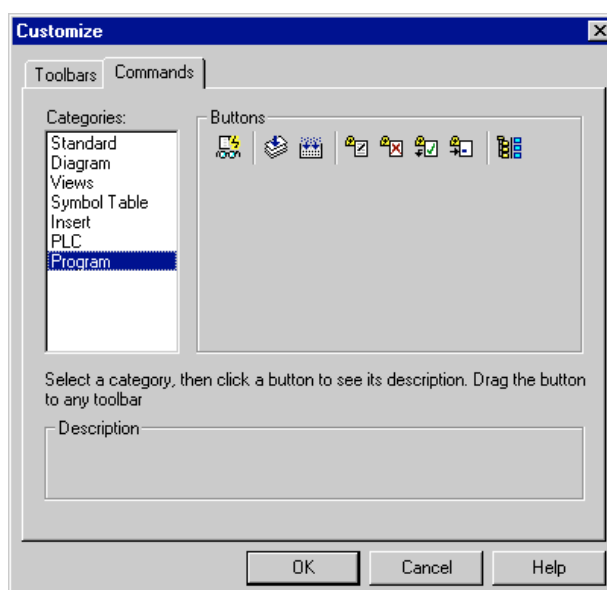 Customize
Toolbars
Commands
Categories:
Buttons
Standard
Diagram
Views
Symbol Table
Insert
PLC
Program
Select a category, then click a button to see its description. Drag the button
to any toolbar
Description
OK
Cancel
Help